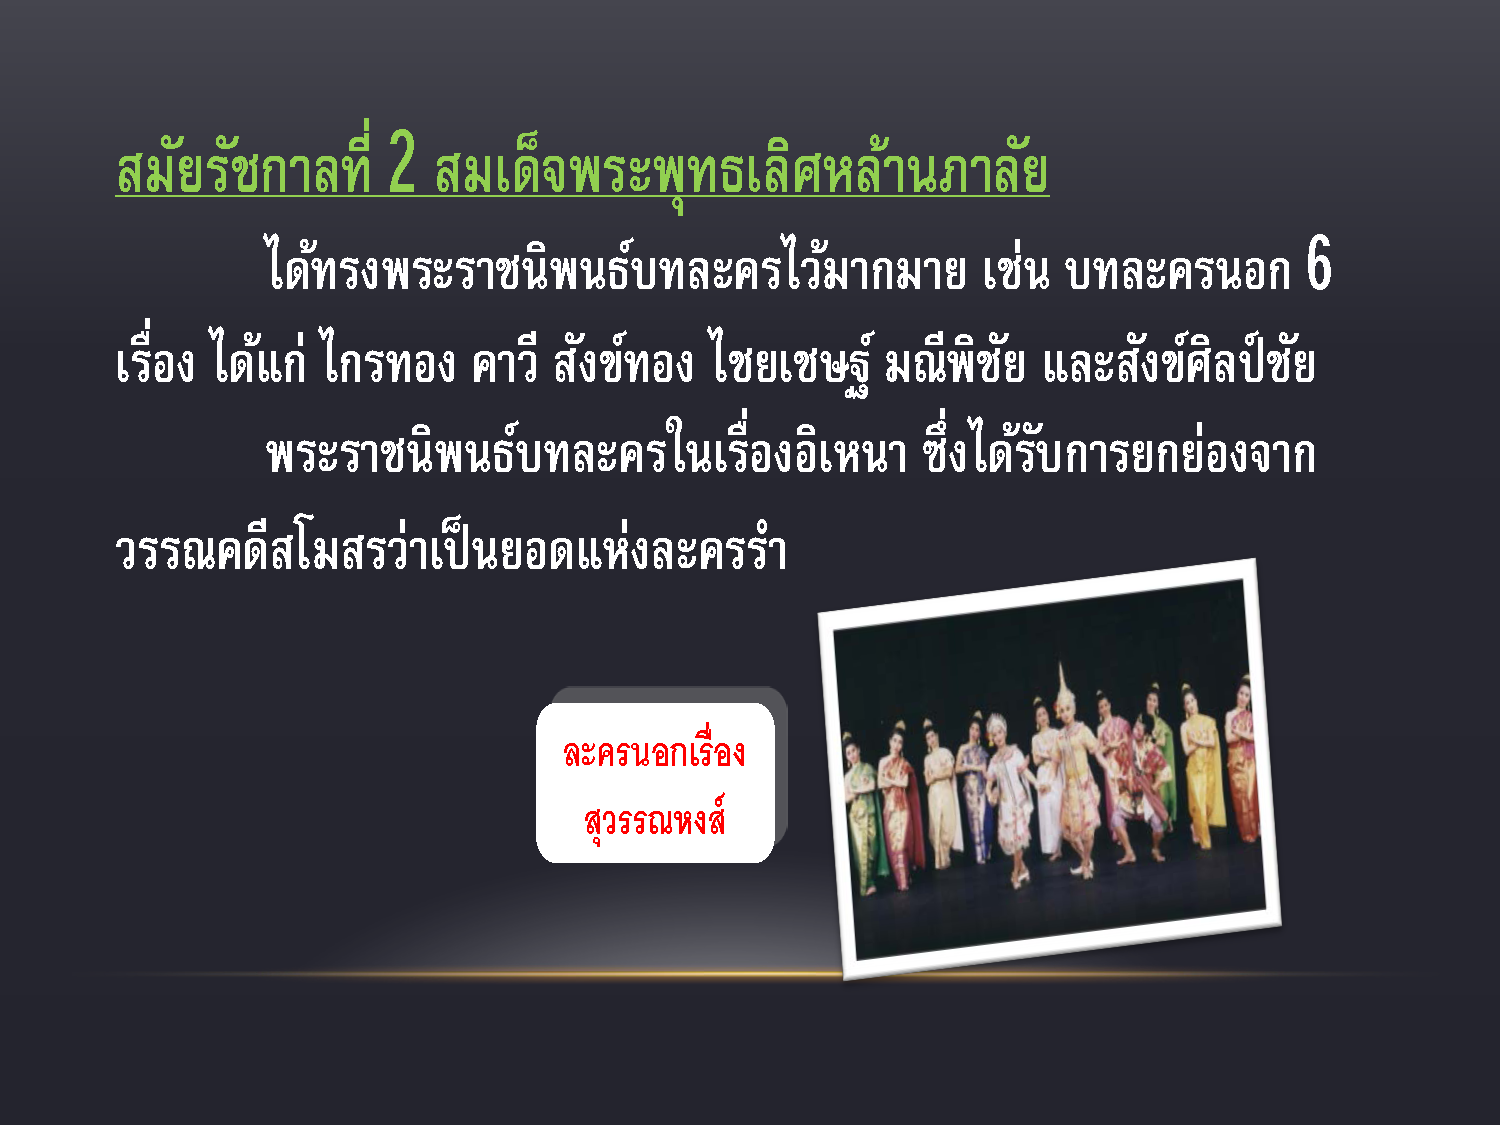 สมัยรัชกาลที่ 2 สมเด็จพระพุทธเลิศหล้านภาลัย
ได้ทรงพระราชนิพนธ์บทละครไว้มากมาย เช่น บทละครนอก 6
เรื่อง ได้แก่ ไกรทอง คาวี สังข์ทอง ไชยเชษฐ์ มณีพิชัย และสังข์ศิลป์ชัย
พระราชนิพนธ์บทละครในเรื่องอิเหนา ซึ่งได้รับการยกย่องจาก
วรรณคดีสโมสรว่าเป็นยอดแห่งละครรำ
ละครนอกเรื่อง
สุวรรณหงส์